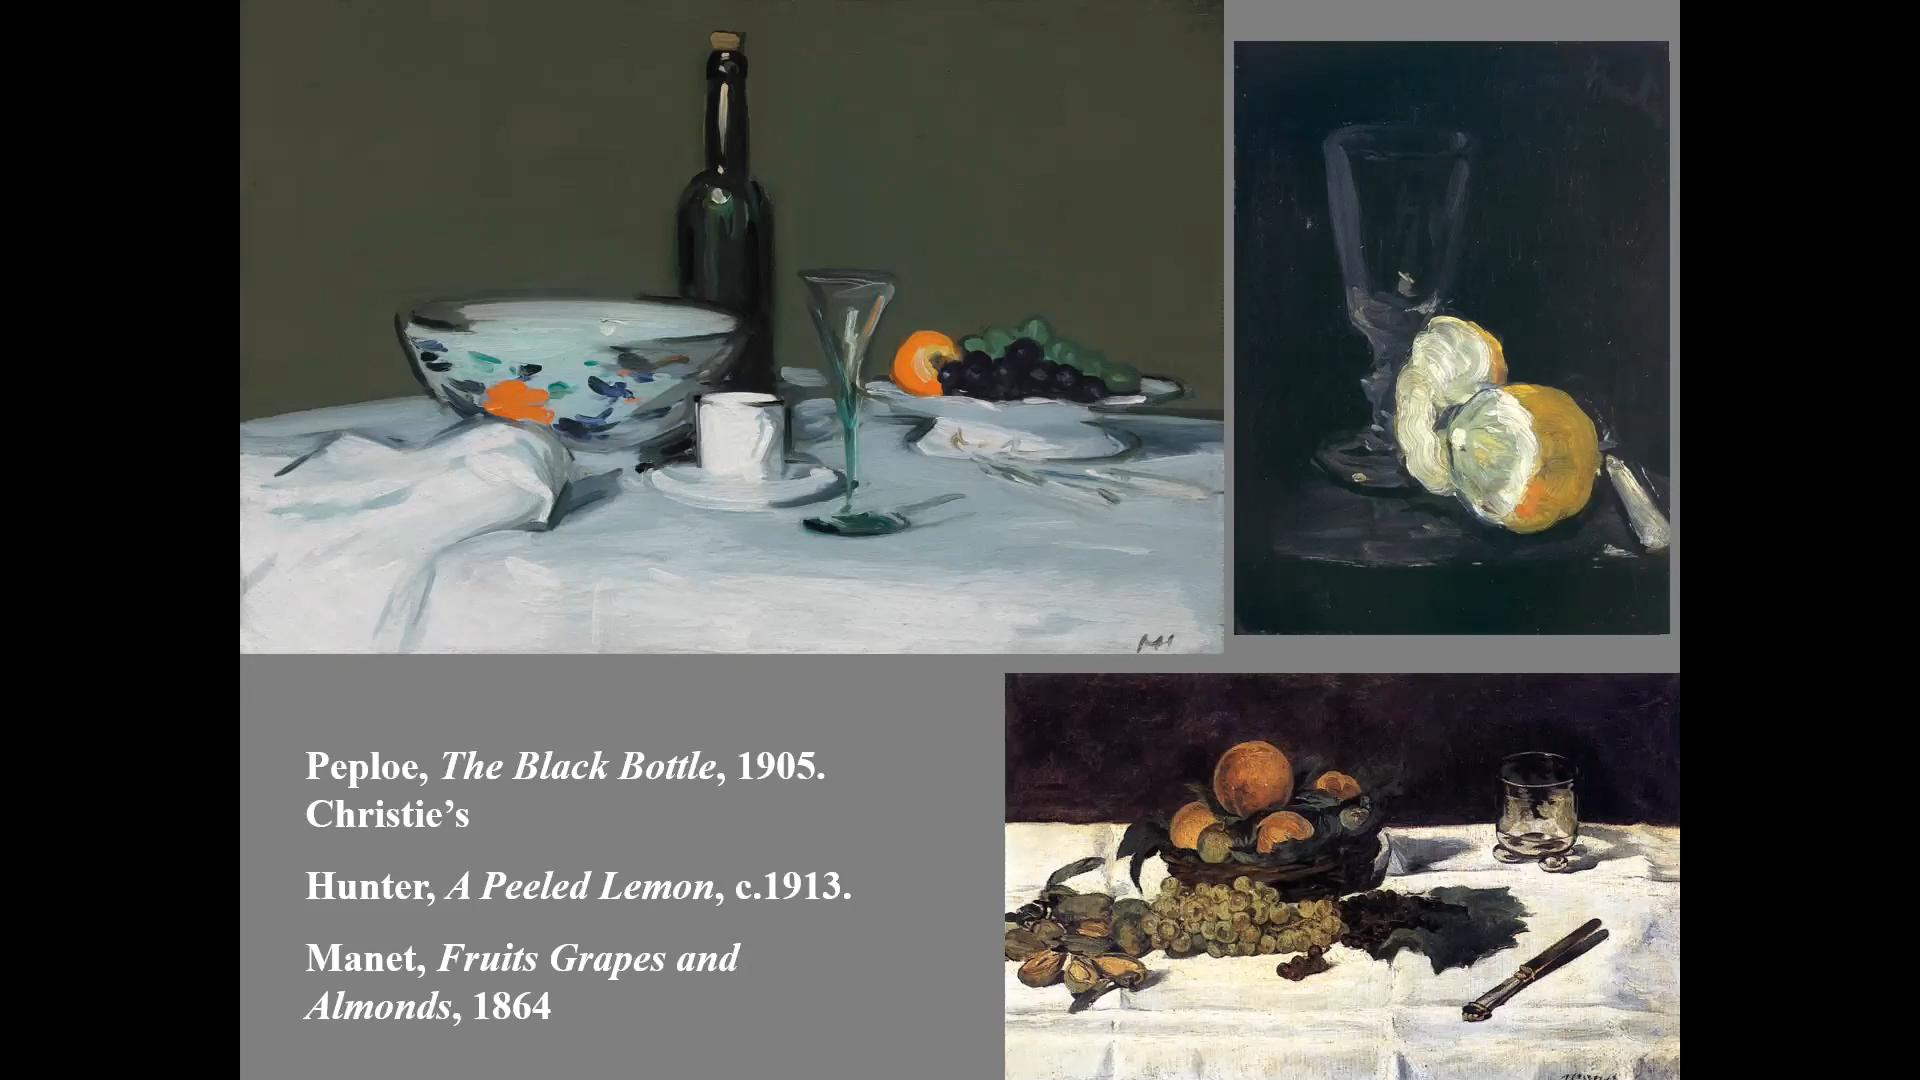 Peploe, The Black Bottle, 1905.
Christie’s
Hunter, A Peeled Lemon, c.1913.
Manet, Fruits Grapes and
Almonds, 1864